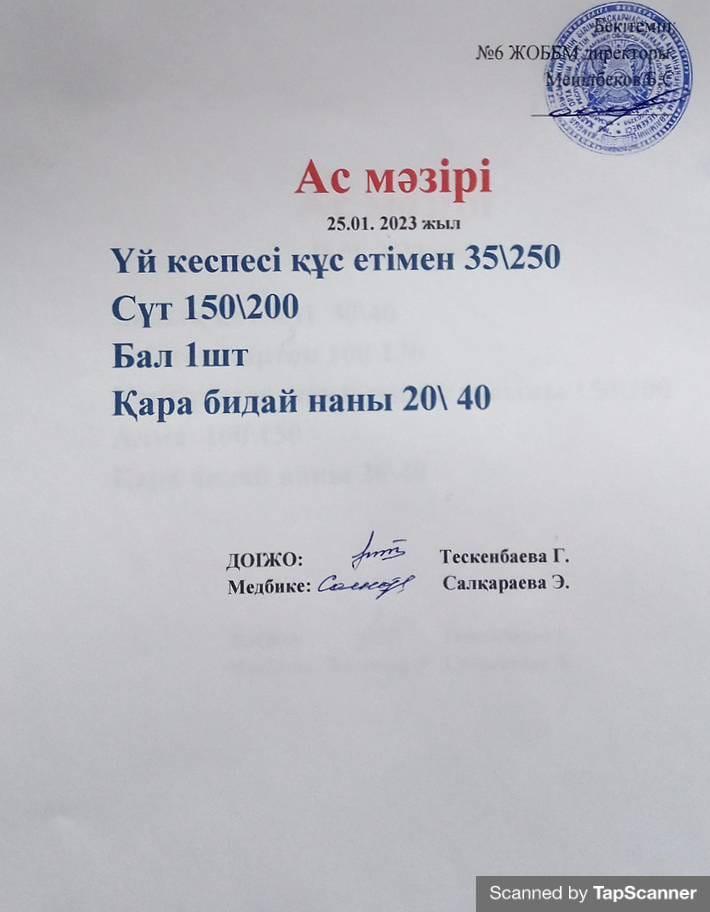 Бекітемін
№6 ЖОББМ директоры
Ас мәзірі
25.01. 2023 жыл
Үй кеспесі құс етімен 35\250
Сүт 150\200
Бал 1шт
Қара бидай наны 20\ 40
ДОІЖО: Тескенбаева Г.
Медбике: Салқараева Э.
Scanned by TapScanner